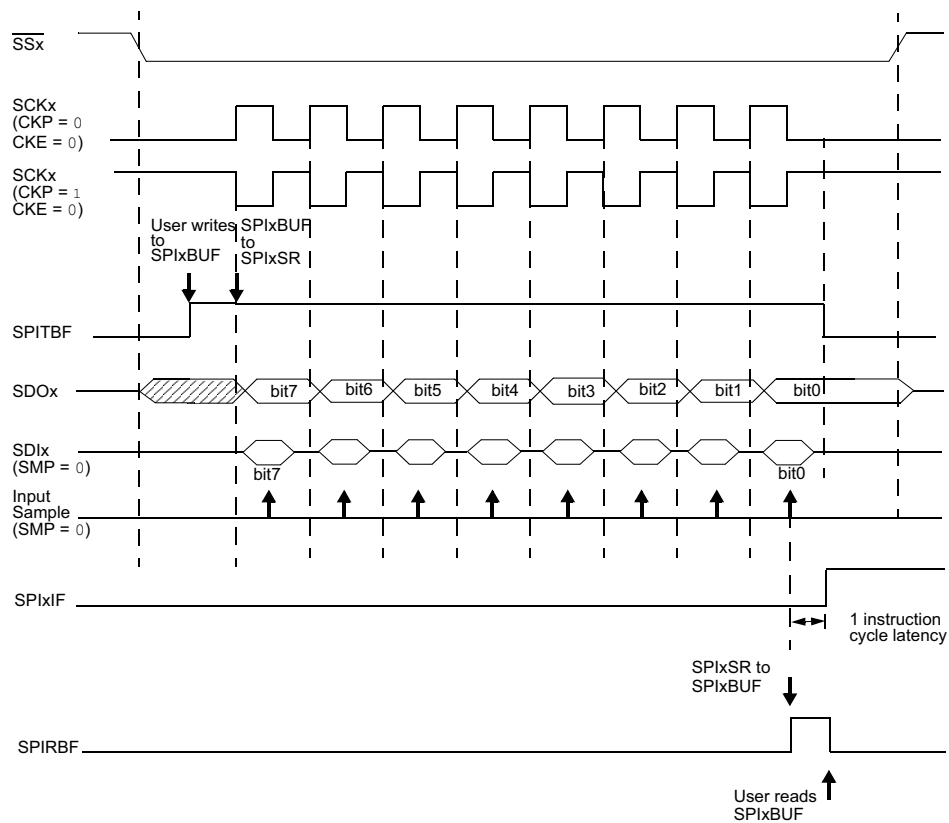 SSx
SCKx
(CKP = 0
CKE = 0)
SCKx
(CKP = 1
CKE = 0)
User writes
to
SPIxBUF
SPIxBUF
to
SPIxSR
SPITBF
SDOx
bit7
bit6
bit5
bit4
bit3
bit2
bit1
bit0
SDIx
(SMP = 0)
bit7
bit0
Input
Sample
(SMP = 0)
SPIxIF
1 instruction
cycle latency
SPIxSR to
SPIxBUF
SPIRBF
User reads
SPIxBUF